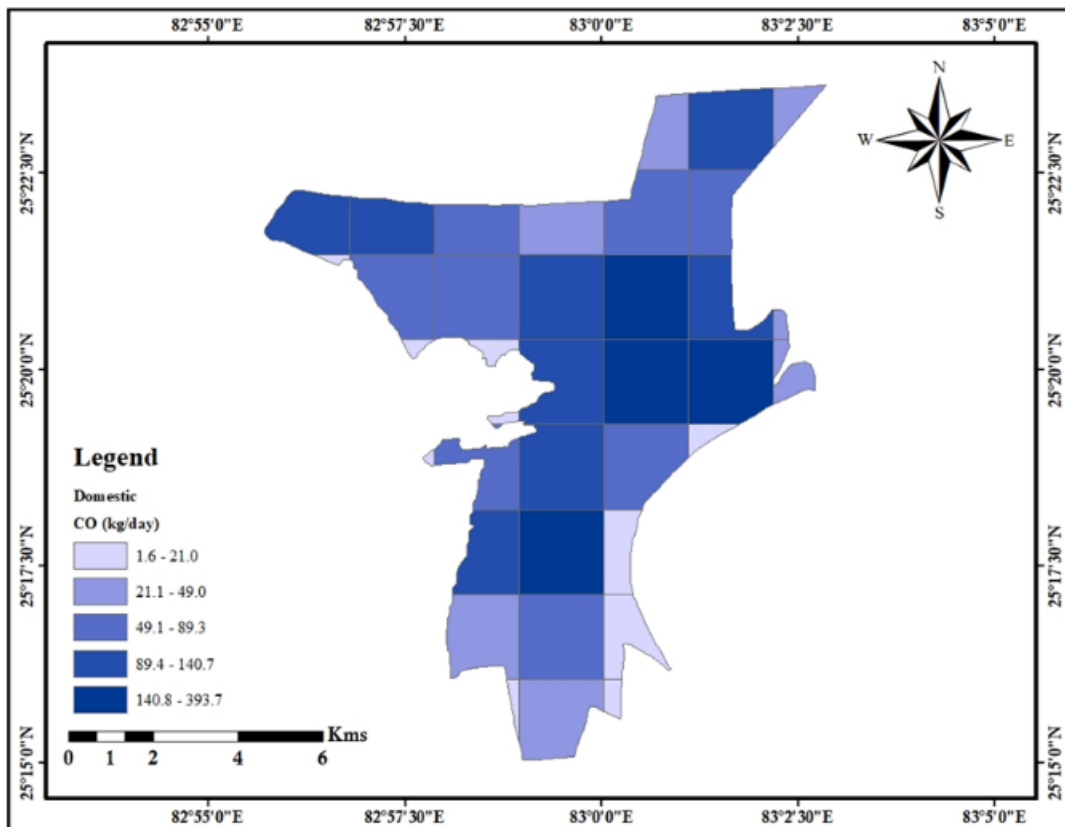 82°55'0"E 82°57'30"E 83°0'0"E 83°2'30"E 83°5'0"E
N
W E
S
25°22'30"N 25°22'30"N
25°20'0"N 25°20'0"N
25°17'30"N 25°17'30"N
25°15'0"N 25°15'0"N
Legend
Domestic
CO (kg/day)
1.6 - 21.0
21.1 - 49.0
49.1 - 89.3
89.4 - 140.7
140.8 - 393.7
Kms
0 1 2 4 6
82°55'0"E 82°57'30"E 83°0'0"E 83°2'30"E 83°5'0"E